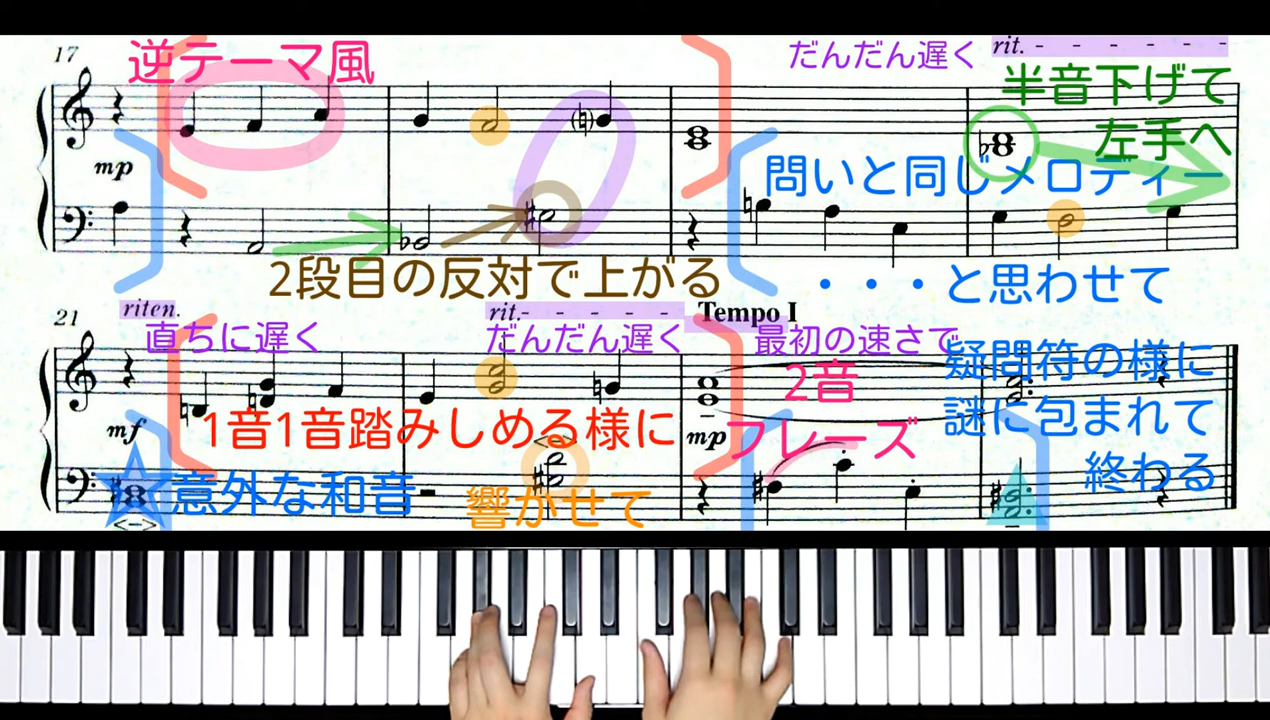 17
逆テーマ風
だんだん遅く
rit. - - - - - -
半音下げて
左手へ
mp
問いと同じメロディー
2段目の反対で上がる
・・・と思わせて
21
riten.
直ちに遅く
rit.- - - - -
だんだん遅く
Tempo I
最初の速さで
疑問符の様に
2音
謎に包まれて
mf
1音1音踏みしめる様に
mp
フレーズ
終わる
意外な和音
響かせて